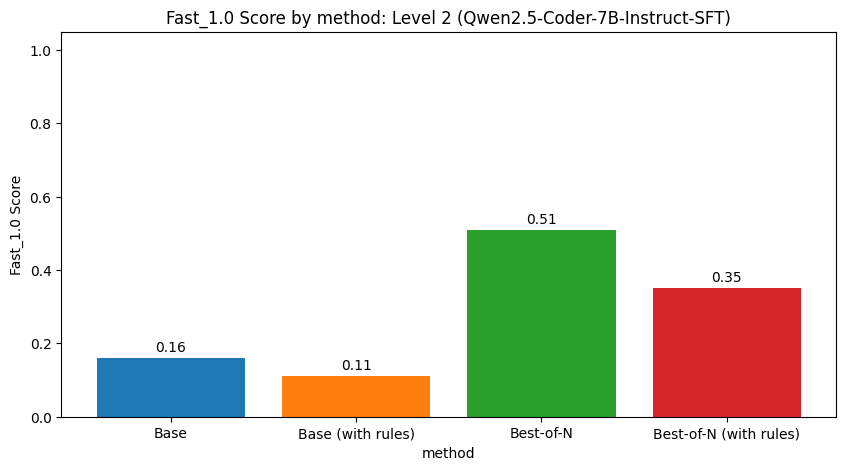 Fast_1.0 Score by method: Level 2 (Qwen2.5-Coder-7B-Instruct-SFT)
Fast_1.0 Score
1.0
0.8
0.6
0.4
0.2
0.0
0.16
0.11
0.51
0.35
Base
Base (with rules)
Best-of-N
Best-of-N (with rules)
method